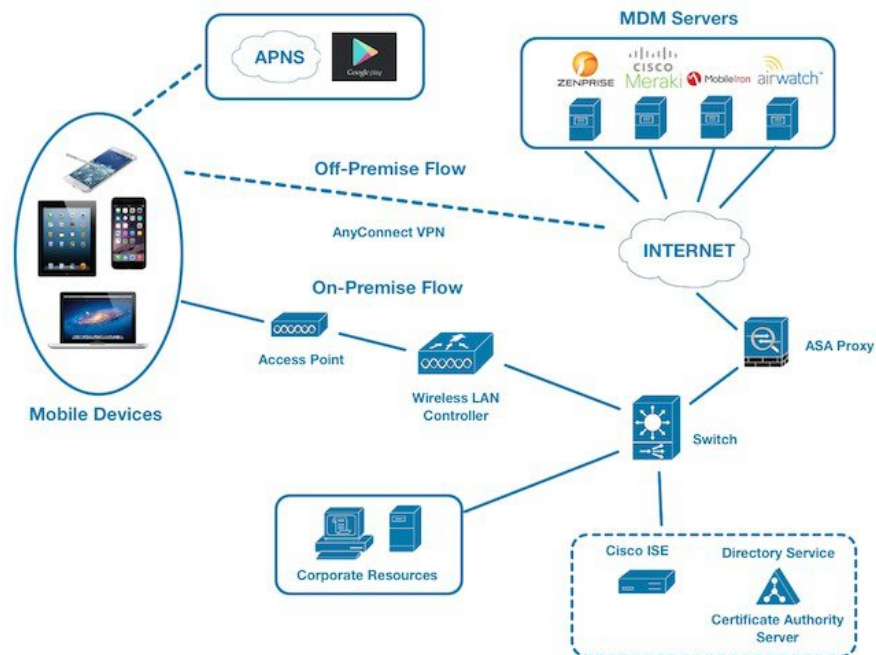 MDM Servers
APNS
Google play
ZENPRISE
CISCO
Meraki
MobileIron
airwatch
Off-Premise Flow
AnyConnect VPN
INTERNET
On-Premise Flow
Access Point
ASA Proxy
Wireless LAN
Controller
Mobile Devices
Switch
Corporate Resources
Cisco ISE
Directory Service
Certificate Authority
Server